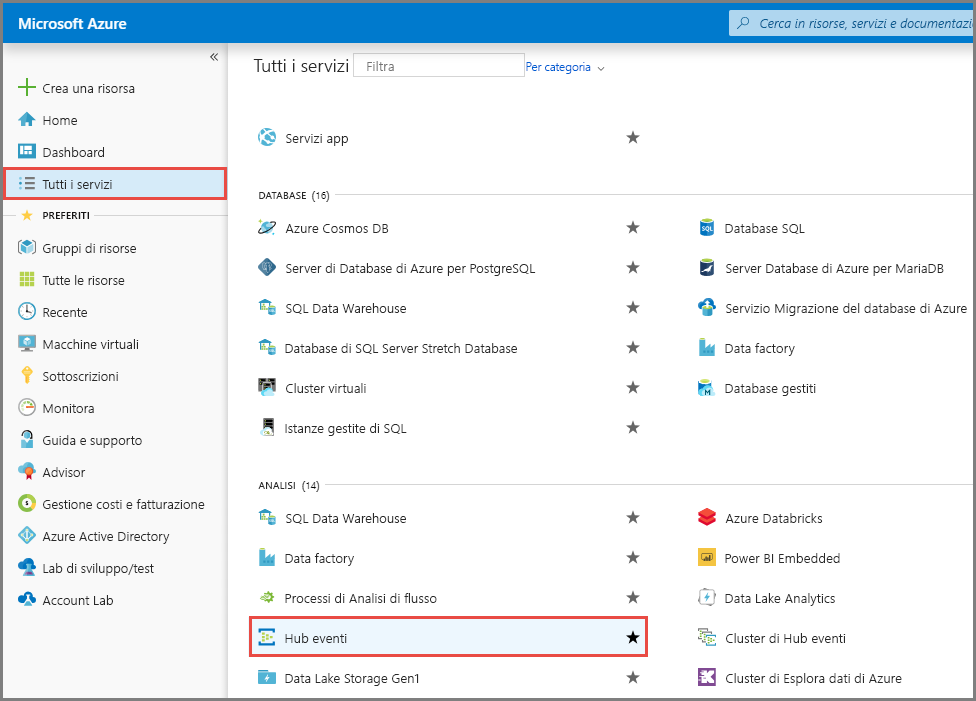 Microsoft Azure
Cerca in risorse, servizi e documentazi
«
Crea una risorsa
Home
Dashboard
Tutti i servizi
PREFERITI
Gruppi di risorse
Tutte le risorse
Recente
Macchine virtuali
Sottoscrizioni
Monitora
Guida e supporto
Advisor
Gestione costi e fatturazione
Azure Active Directory
Lab di sviluppo/test
Account Lab
Tutti i servizi Filtra Per categoria
Servizi app
DATABASE (16)
Azure Cosmos DB
SQL Database SQL
Server di Database di Azure per PostgreSQL
Server Database di Azure per MariaDB
SQL Data Warehouse
Servizio Migrazione del database di Azure
Database di SQL Server Stretch Database
Data factory
Cluster virtuali
M Database gestiti
Istanze gestite di SQL
ANALISI (14)
SQL Data Warehouse
Azure Databricks
Data factory
Power BI Embedded
Processi di Analisi di flusso
Data Lake Analytics
Hub eventi
Cluster di Hub eventi
Data Lake Storage Gen1
Cluster di Esplora dati di Azure